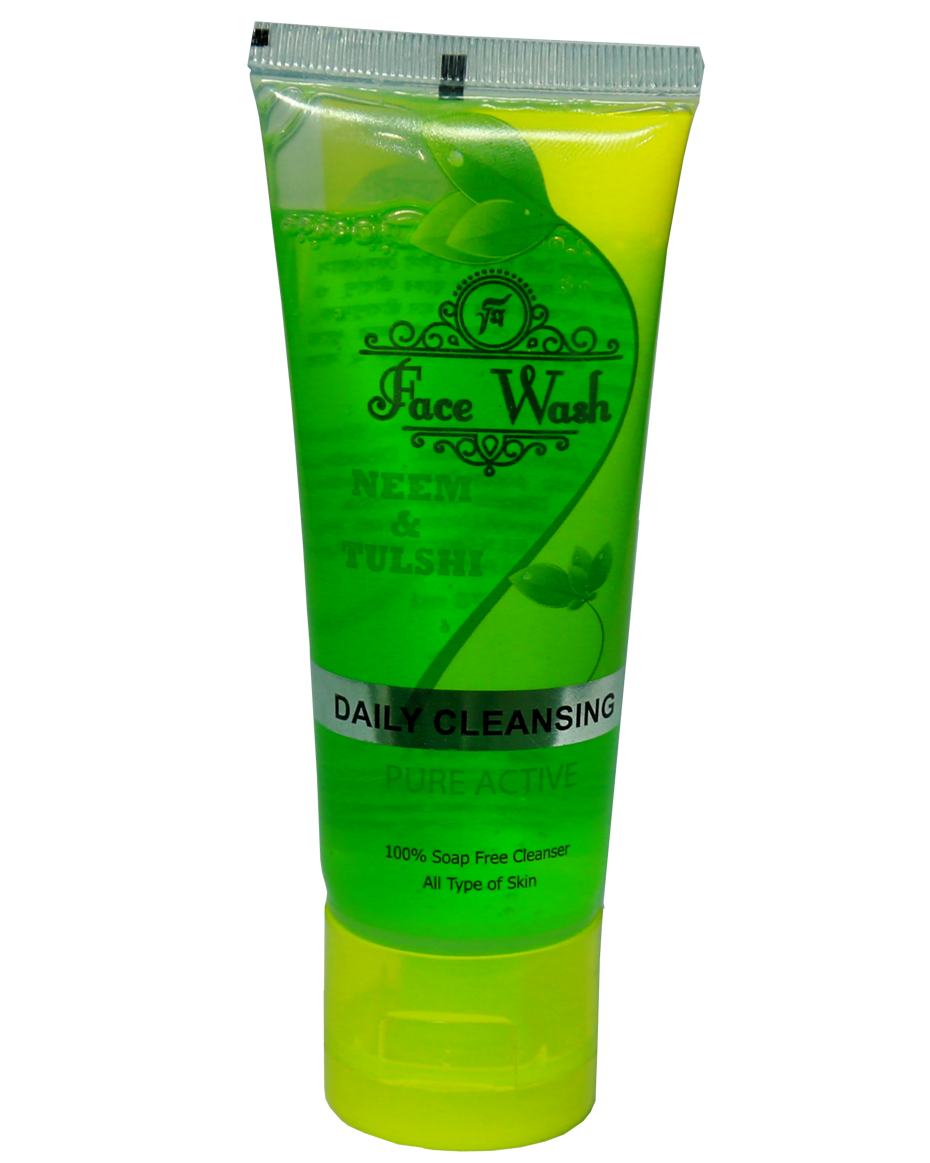 Face Wash
NEEM
&
TULSHI
DAILY CLEANSING
PURE ACTIVE
100% Soap Free Cleanser
All Type of Skin